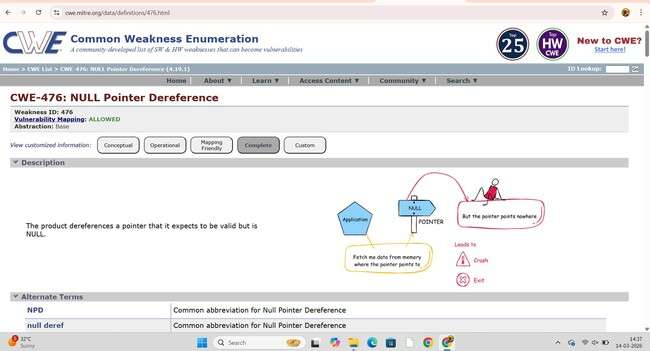 cwe.mitre.org/data/definitions/476.html
CWE
Common Weakness Enumeration
A community-developed list of SW & HW weaknesses that can become vulnerabilities
Top 25
Top HW CWE
New to CWE?
Start here!
Home > CWE List > CWE-476: NULL Pointer Dereference (4.19.1)
ID Lookup:
Home About ▼ Learn ▼ Access Content ▼ Community ▼ Search ▼
CWE-476: NULL Pointer Dereference
Weakness ID: 476
Vulnerability Mapping: ALLOWED
Abstraction: Base
View customized information:
Conceptual
Operational
Mapping Friendly
Complete
Custom
▼ Description
The product dereferences a pointer that it expects to be valid but is
NULL.
Application
NULL
POINTER
But the pointer points nowhere
Fetch me data from memory
where the pointer points to
Leads to
Crash
Exit
▼ Alternate Terms
NPD Common abbreviation for Null Pointer Dereference
null deref Common abbreviation for Null Pointer Dereference
Sunny
Search
14:37
14-03-2026